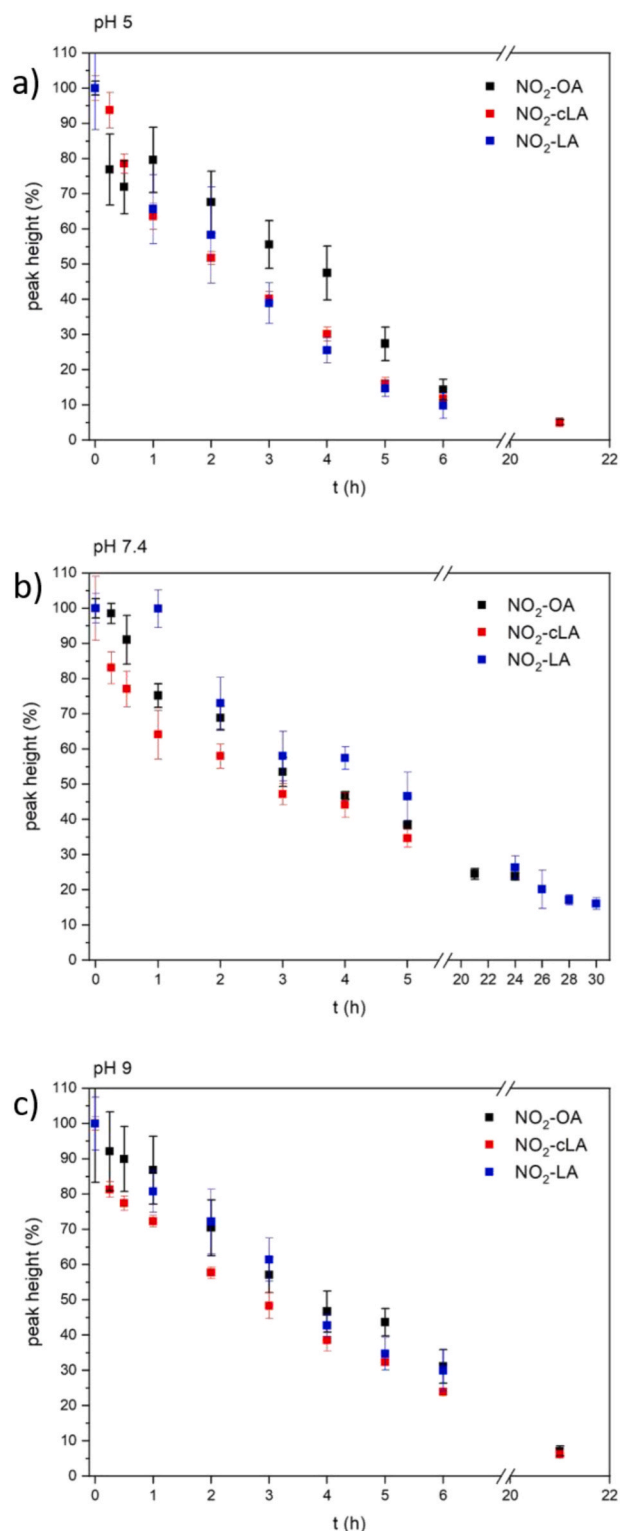 pH 5
a)
110
100
90
80
70
60
50
40
30
20
10
0
peak height (%)
NO₂-OA
NO₂-cLA
NO₂-LA
0 1 2 3 4 5 6 20 22
t (h)
pH 7.4
b)
110
100
90
80
70
60
50
40
30
20
10
0
peak height (%)
NO₂-OA
NO₂-cLA
NO₂-LA
0 1 2 3 4 5 20 22 24 26 28 30
t (h)
pH 9
c)
110
100
90
80
70
60
50
40
30
20
10
0
peak height (%)
NO₂-OA
NO₂-cLA
NO₂-LA
0 1 2 3 4 5 6 20 22
t (h)